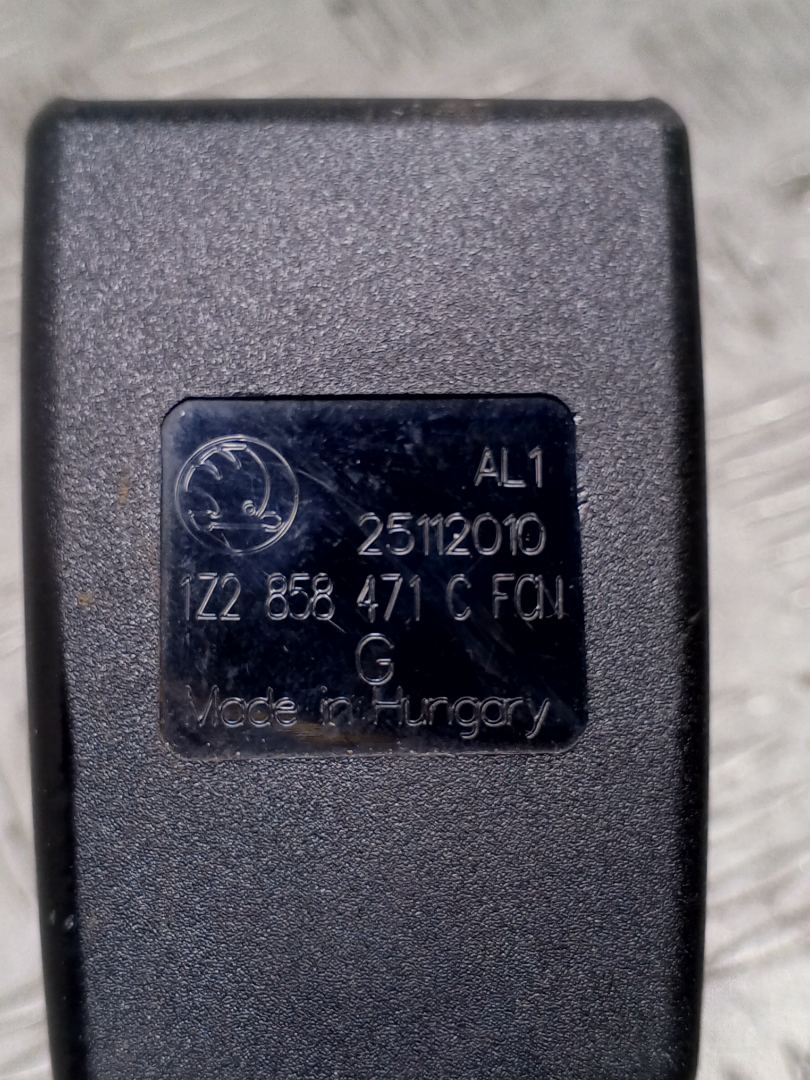 AL1
25112010
1Z2 858 471 C FCN
G
Made in Hungary